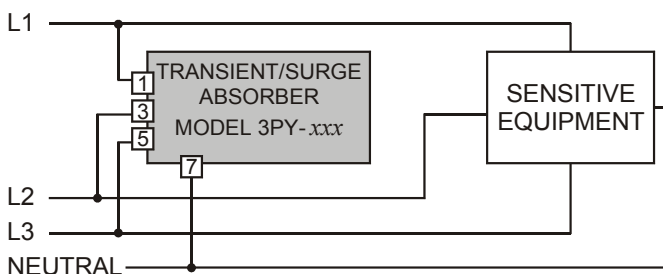 L1
1
TRANSIENT/SURGE
ABSORBER
MODEL 3PY-xxx
3
5
7
SENSITIVE
EQUIPMENT
L2
L3
NEUTRAL